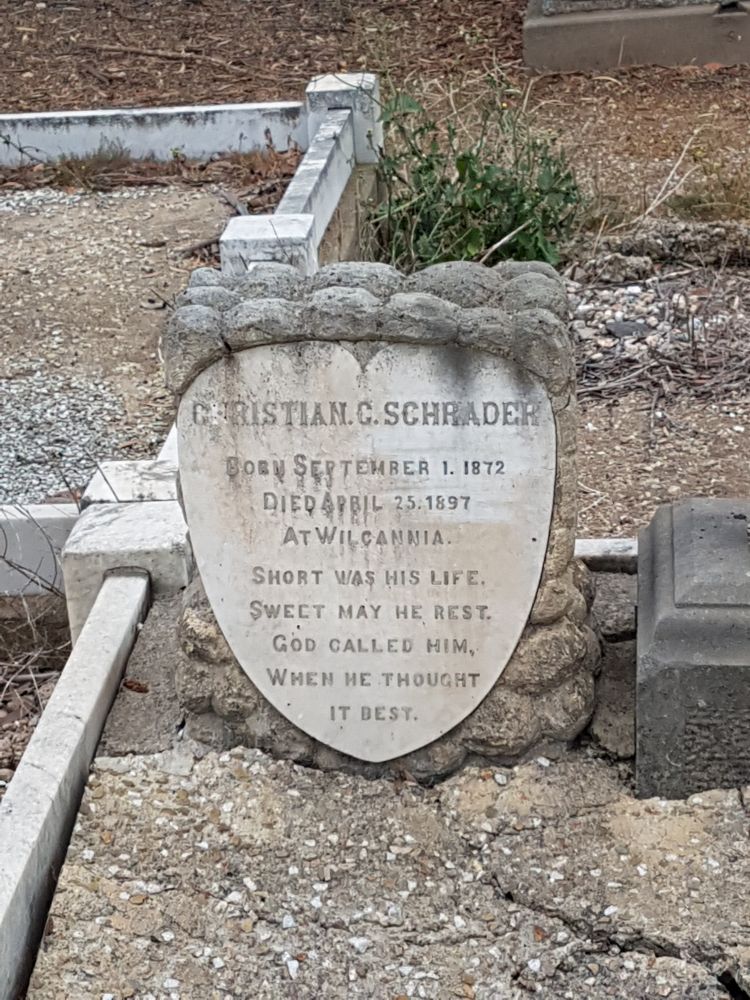 CHRISTIAN.C.SCHRADER
BORN SEPTEMBER 1. 1872
DIED APRIL 25. 1897
AT WILCANNIA.
SHORT WAS HIS LIFE,
SWEET MAY HE REST.
GOD CALLED HIM,
WHEN HE THOUGHT
IT BEST.